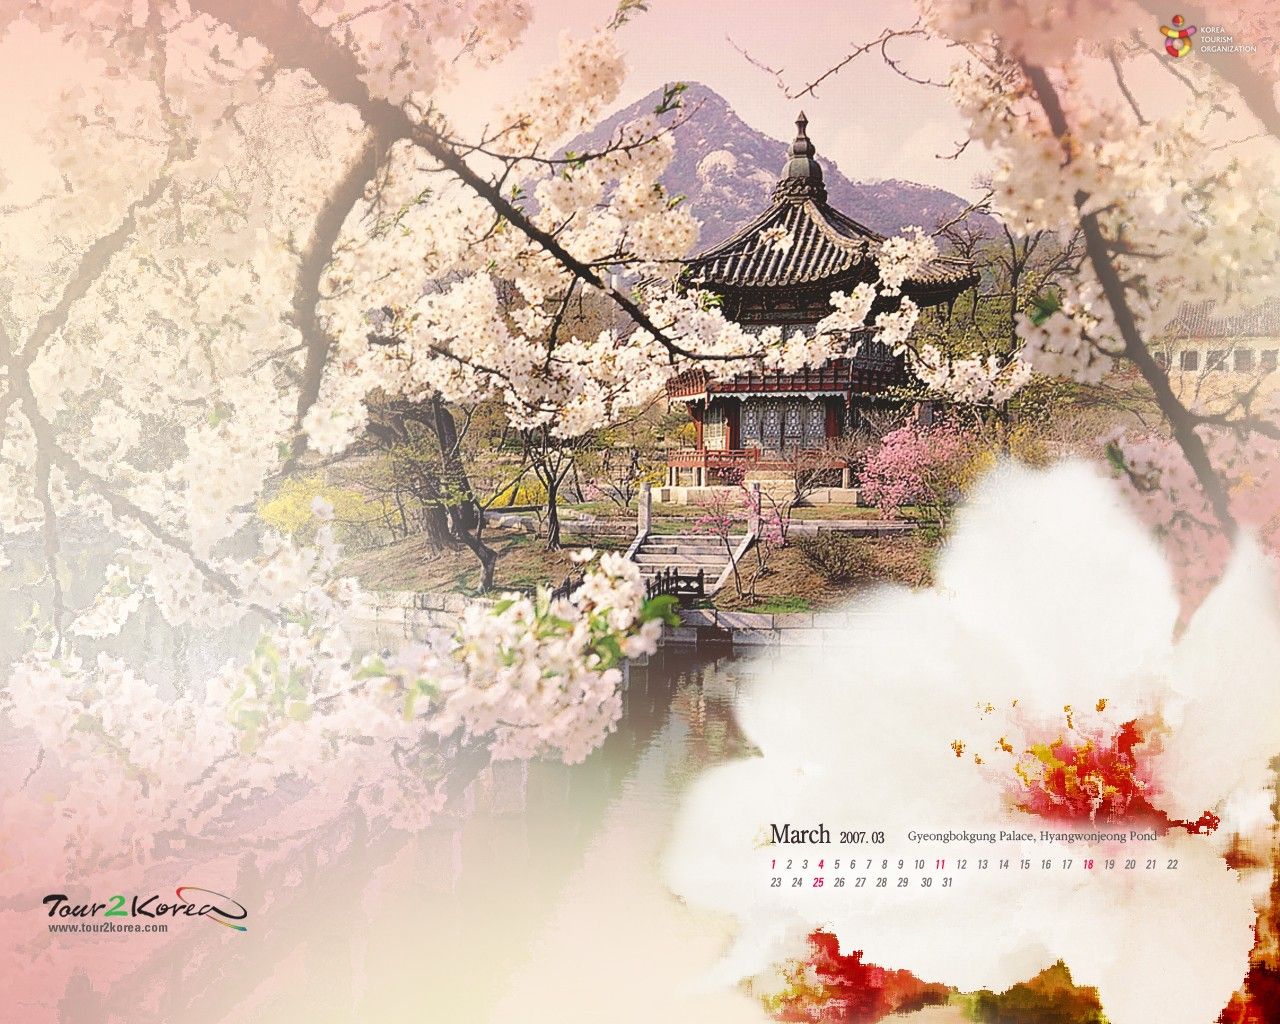 KOREA
TOURISM
ORGANIZATION
March 2007. 03 Gyeongbokgung Palace, Hyangwonjeong Pond
1 2 3 4 5 6 7 8 9 10 11 12 13 14 15 16 17 18 19 20 21 22
23 24 25 26 27 28 29 30 31
Tour2Korea
www.tour2korea.com